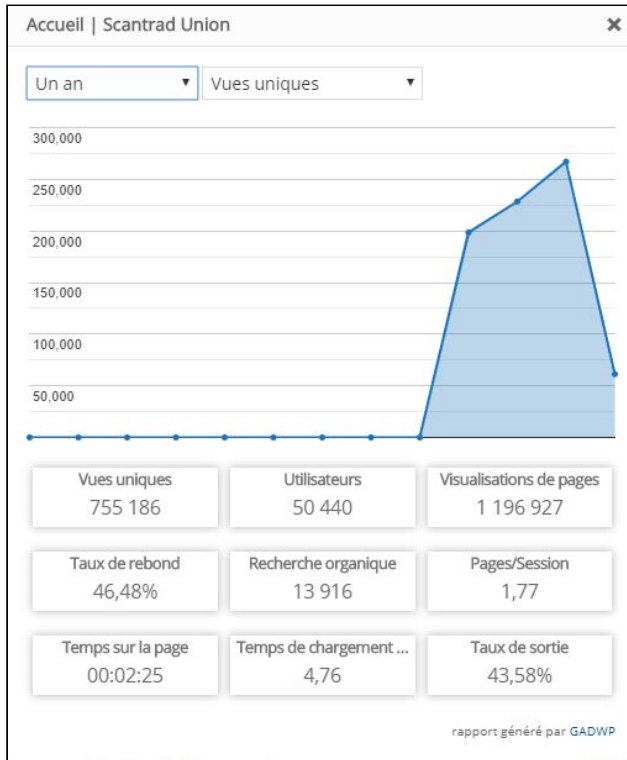 Accueil | Scantrad Union ×
Un an ▼ Vues uniques ▼
300,000
250,000
200,000
150,000
100,000
50,000
Vues uniques Utilisateurs Visualisations de pages
755 186 50 440 1 196 927
Taux de rebond Recherche organique Pages/Session
46,48% 13 916 1,77
Temps sur la page Temps de chargement ... Taux de sortie
00:02:25 4,76 43,58%
rapport généré par GADWP